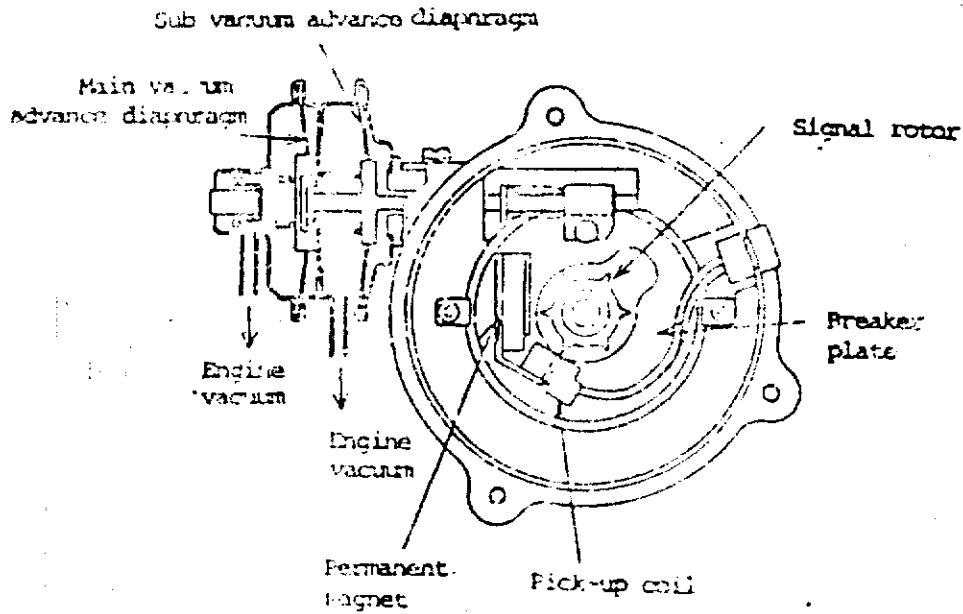 Sub vacuum advance diaphragm
Main
advance diaphragm
Signal rotor
Breaker
plate
Engine
vacuum
Engine
vacuum
Permanent
magnet
Pick-up coil